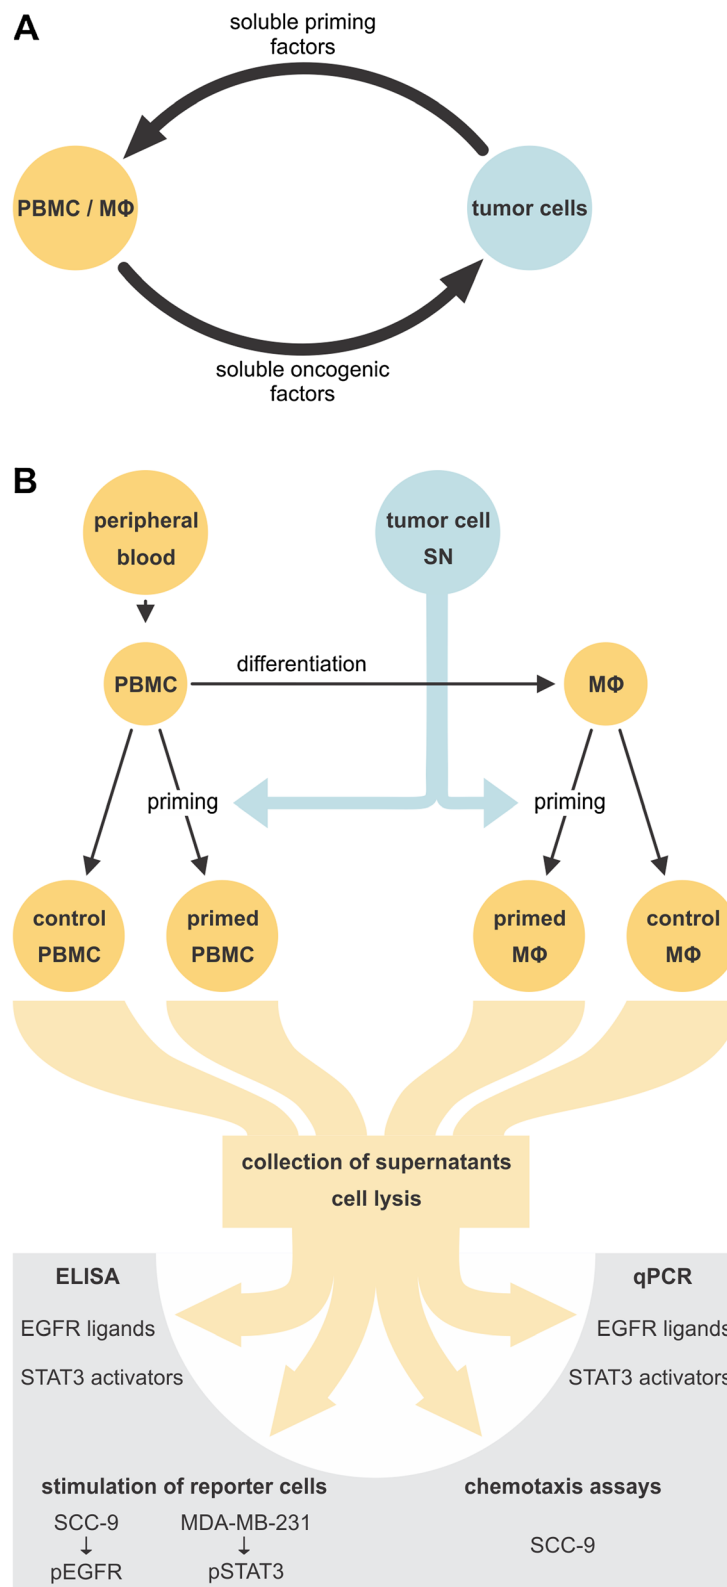 A
soluble priming
factors
PBMC / MΦ
tumor cells
soluble oncogenic
factors
B
peripheral
blood
tumor cell
SN
differentiation
PBMC
MΦ
priming
priming
control
PBMC
primed
PBMC
primed
MΦ
control
MΦ
collection of supernatants
cell lysis
ELISA
EGFR ligands
STAT3 activators
qPCR
EGFR ligands
STAT3 activators
stimulation of reporter cells
SCC-9
↓
pEGFR
MDA-MB-231
↓
pSTAT3
chemotaxis assays
SCC-9